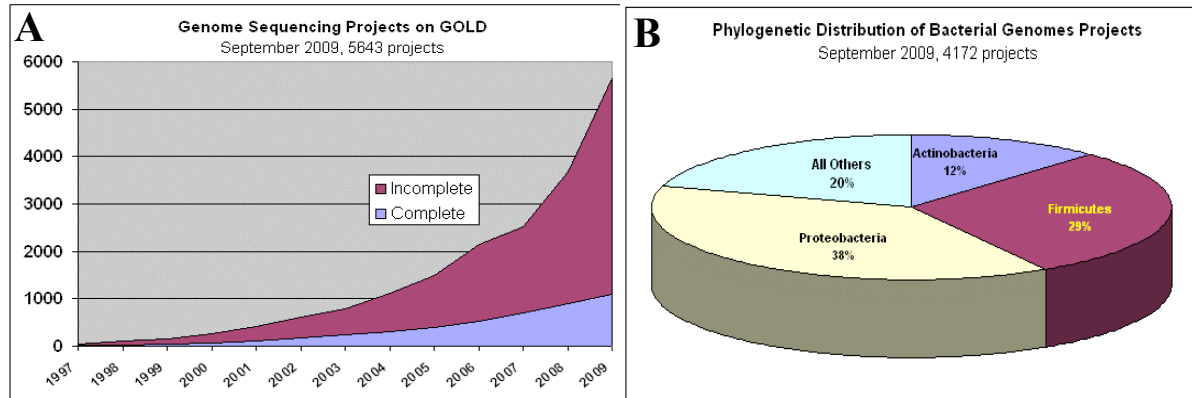 A
Genome Sequencing Projects on GOLD
September 2009, 5643 projects
6000
5000
4000
3000
2000
1000
0
Incomplete
Complete
1997
1998
1999
2000
2001
2002
2003
2004
2005
2006
2007
2008
2009
B
Phylogenetic Distribution of Bacterial Genomes Projects
September 2009, 4172 projects
All Others
20%
Actinobacteria
12%
Firmicutes
29%
Proteobacteria
38%